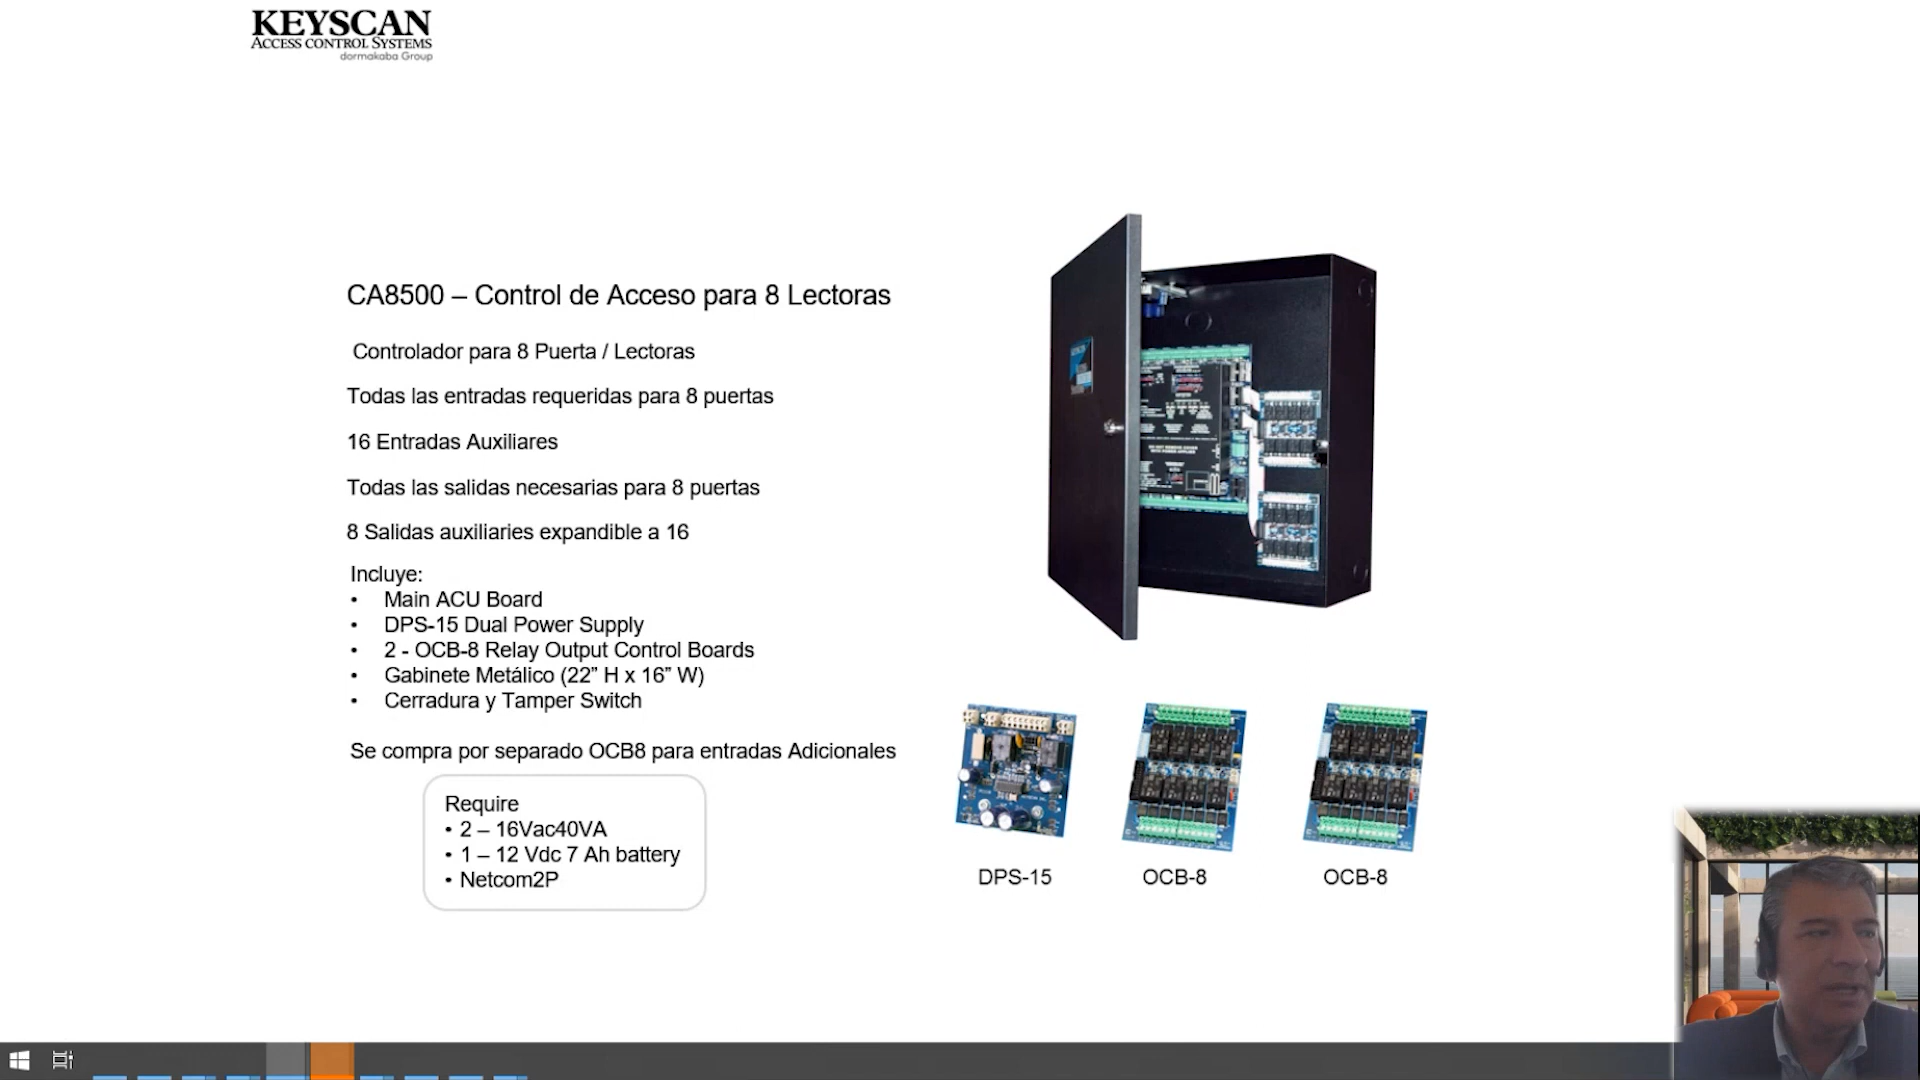 KEYSCAN
ACCESS CONTROL SYSTEMS
dormakaba Group
CA8500 – Control de Acceso para 8 Lectoras
Controlador para 8 Puerta / Lectoras
Todas las entradas requeridas para 8 puertas
16 Entradas Auxiliares
Todas las salidas necesarias para 8 puertas
8 Salidas auxiliaries expandible a 16
Incluye:
• Main ACU Board
• DPS-15 Dual Power Supply
• 2 - OCB-8 Relay Output Control Boards
• Gabinete Metálico (22” H x 16” W)
• Cerradura y Tamper Switch
Se compra por separado OCB8 para entradas Adicionales
Require
• 2 – 16Vac40VA
• 1 – 12 Vdc 7 Ah battery
• Netcom2P
DPS-15
OCB-8
OCB-8